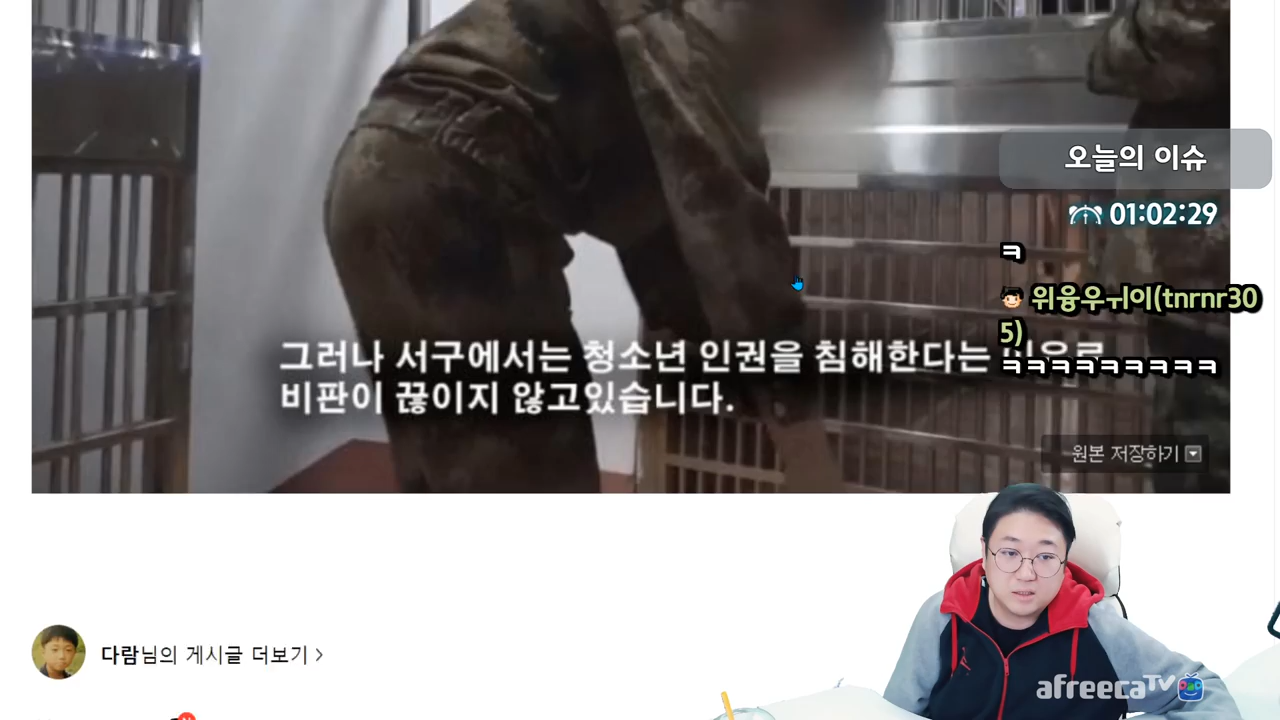 오늘의 이슈
01:02:29
ㅋ
위융우ㅟ이(tnrnr30
5)
ㅋㅋㅋㅋㅋㅋㅋㅋㅋ
그러나 서구에서는 청소년 인권을 침해한다는
비판이 끊이지 않고있습니다.
원본 저장하기
다람님의 게시글 더보기 >
afreecaTV